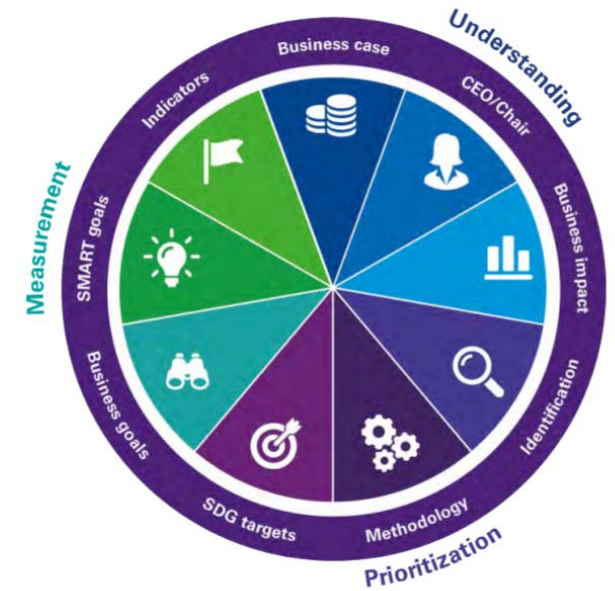 Understanding
Business case
CEO/Chair
Business impact
Identification
Prioritization
Methodology
SDG targets
Measurement
Business goals
SMART goals
Indicators